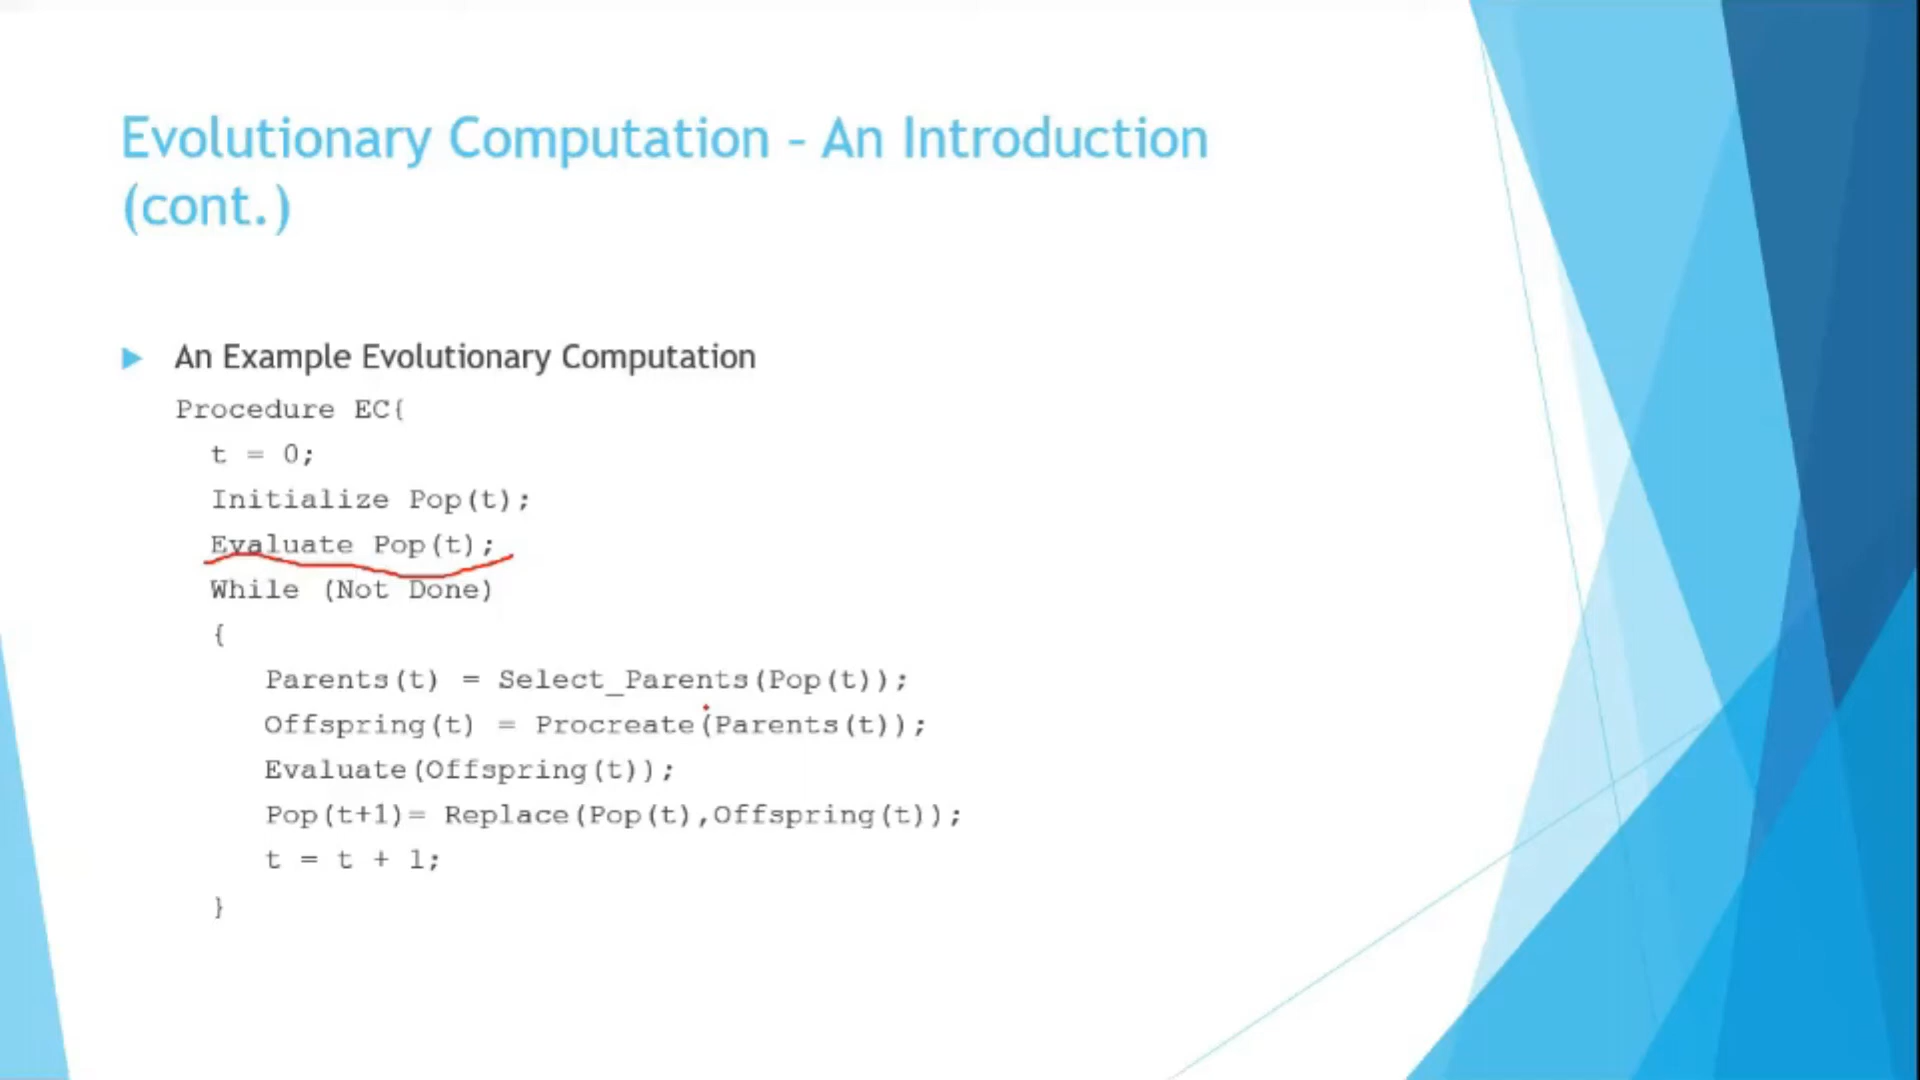 Evolutionary Computation – An Introduction
(cont.)
An Example Evolutionary Computation
Procedure EC{
t = 0;
Initialize Pop(t);
Evaluate Pop(t);
While (Not Done)
{
Parents(t) = Select_Parents(Pop(t));
Offspring(t) = Procreate(Parents(t));
Evaluate(Offspring(t));
Pop(t+1)= Replace(Pop(t),Offspring(t));
t = t + 1;
}